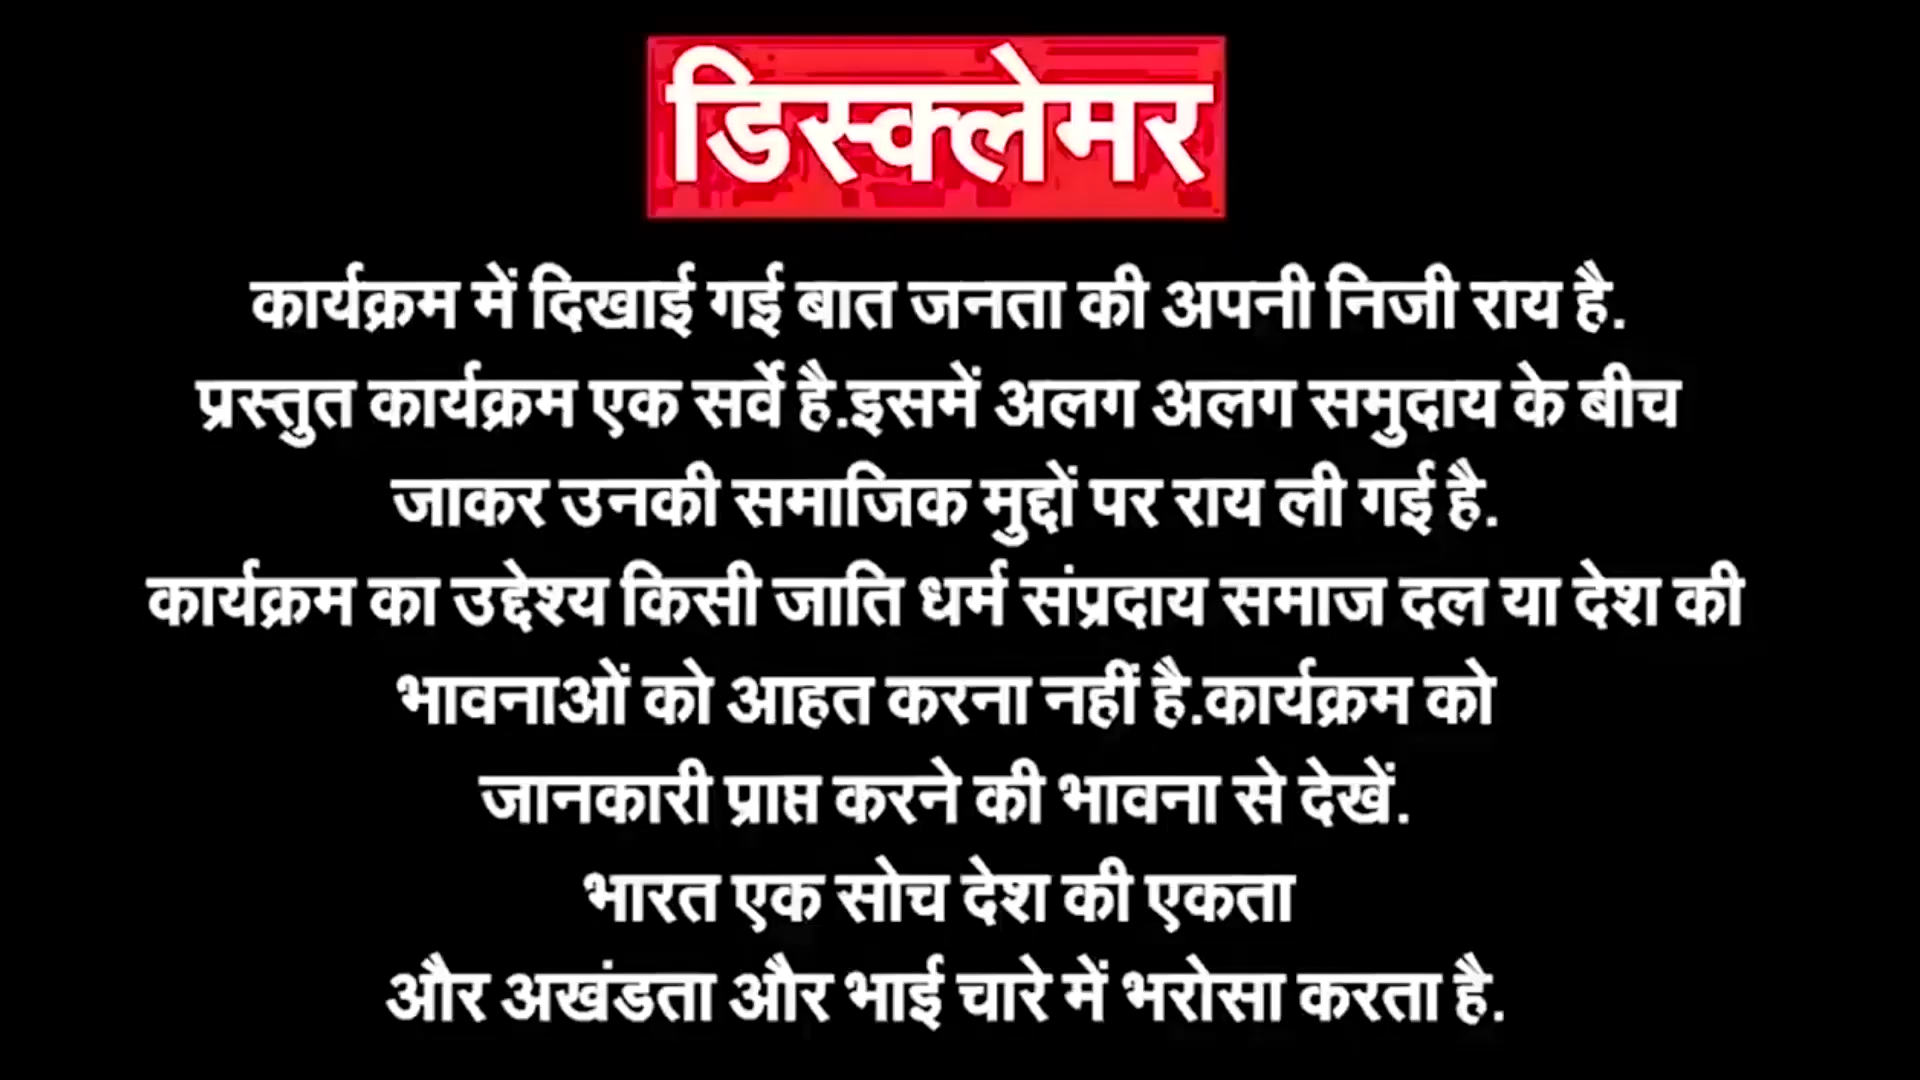 डिस्क्लेमर
कार्यक्रम में दिखाई गई बात जनता की अपनी निजी राय है.
प्रस्तुत कार्यक्रम एक सर्वे है.इसमें अलग अलग समुदाय के बीच
जाकर उनकी समाजिक मुद्दों पर राय ली गई है.
कार्यक्रम का उद्देश्य किसी जाति धर्म संप्रदाय समाज दल या देश की
भावनाओं को आहत करना नहीं है.कार्यक्रम को
जानकारी प्राप्त करने की भावना से देखें.
भारत एक सोच देश की एकता
और अखंडता और भाई चारे में भरोसा करता है.